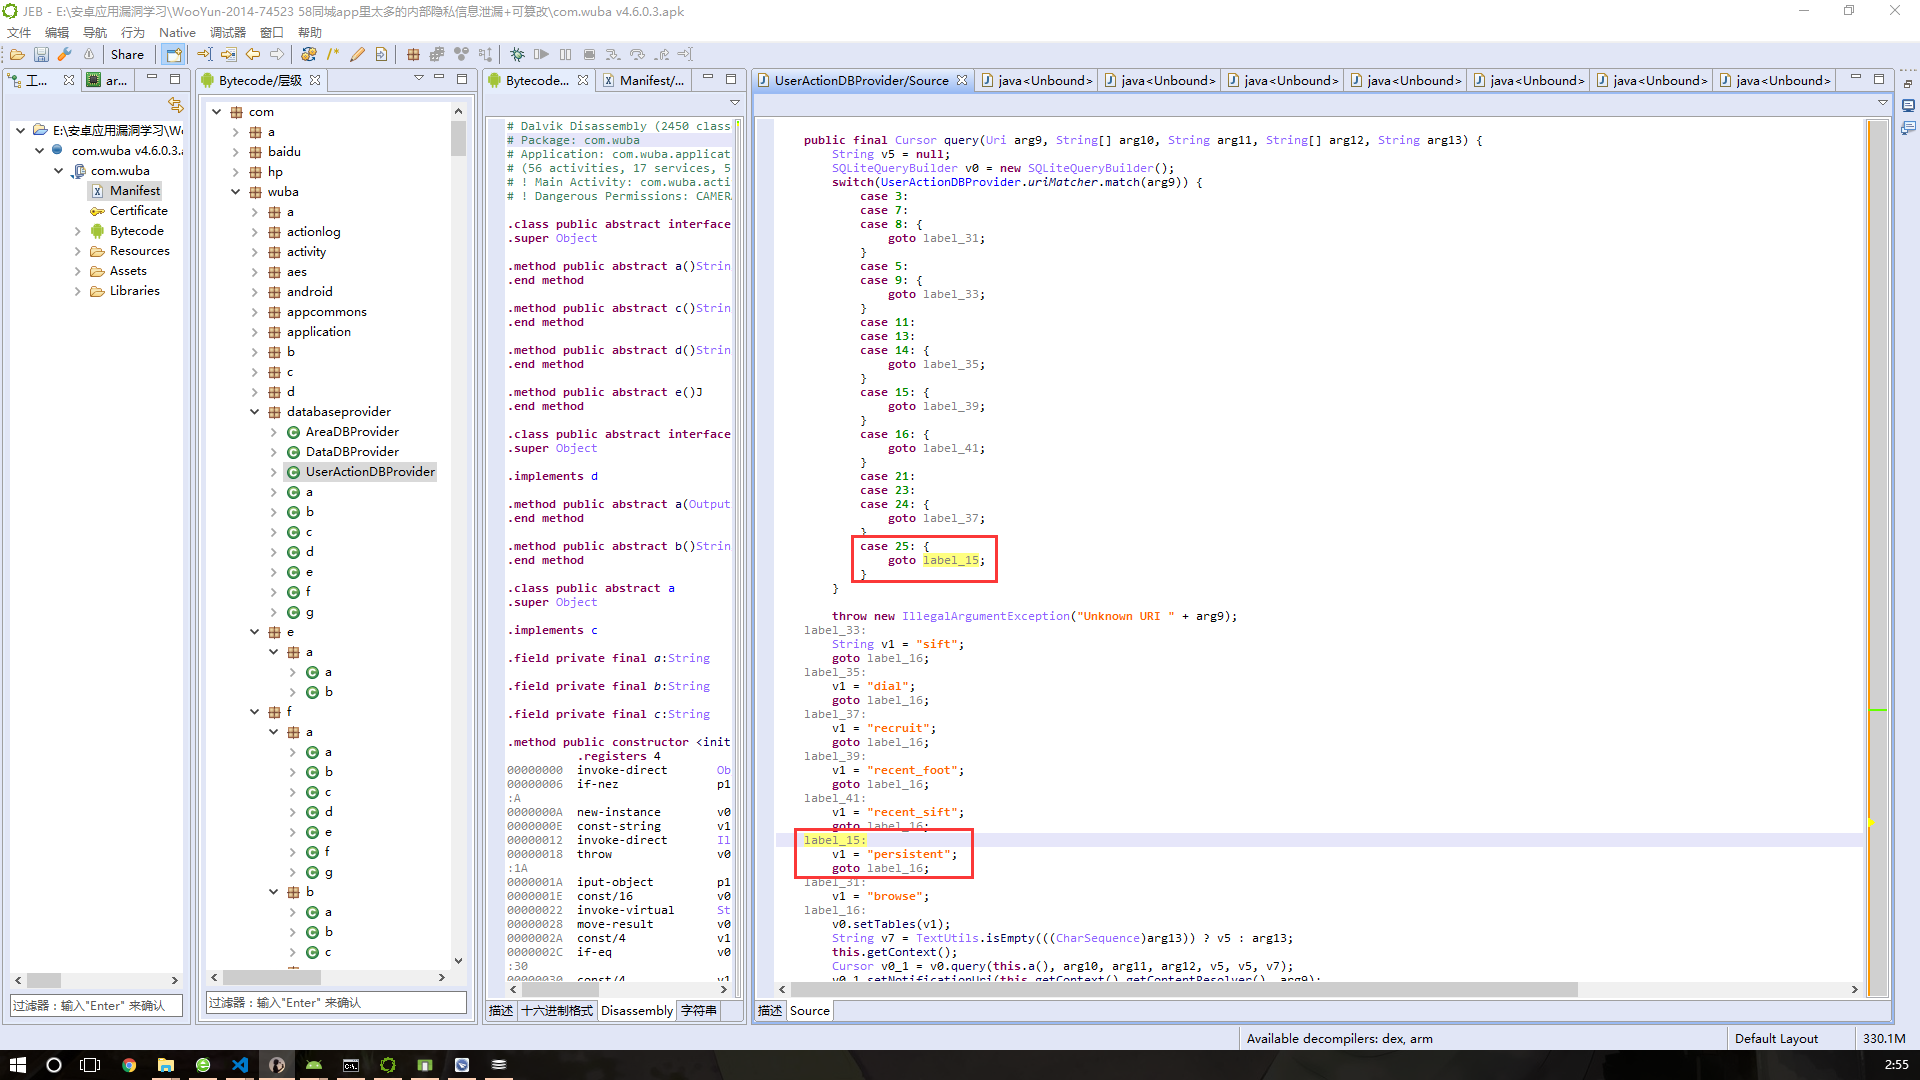 JEB - E:\安卓应用漏洞学习\WooYun-2014-74523 58同城app里太多的内部隐私信息泄漏+可篡改\com.wuba v4.6.0.3.apk
文件 编辑 导航 行为 Native 调试器 窗口 帮助
Share
工...
ar...
E:\安卓应用漏洞学习\Wo
com.wuba v4.6.0.3.a
com.wuba
Manifest
Certificate
Bytecode
Resources
Assets
Libraries
过滤器：输入"Enter" 来确认
Bytecode/层级
com
a
baidu
hp
wuba
a
actionlog
activity
aes
android
appcommons
application
b
c
d
databaseprovider
AreaDBProvider
DataDBProvider
UserActionDBProvider
a
b
c
d
e
f
g
e
a
a
b
f
a
a
b
c
d
e
f
g
b
a
b
c
过滤器：输入"Enter" 来确认
Bytecode...
Manifest/...
# Dalvik Disassembly (2450 class
# Package: com.wuba
# Application: com.wuba.applicat
# (56 activities, 17 services, 5
# ! Main Activity: com.wuba.acti
# ! Dangerous Permissions: CAMER
.class public abstract interface
.super Object
.method public abstract a()Strin
.end method
.method public abstract c()Strin
.end method
.method public abstract d()Strin
.end method
.method public abstract e()J
.end method
.class public abstract interface
.super Object
.implements d
.method public abstract a(Output
.end method
.method public abstract b()Strin
.end method
.class public abstract a
.super Object
.implements c
.field private final a:String
.field private final b:String
.field private final c:String
.method public constructor <init
.registers 4
00000000 invoke-direct Ob
00000006 if-nez p1
:A
0000000A new-instance v0
0000000E const-string v1
00000012 invoke-direct Il
00000018 throw v0
:1A
0000001A iput-object p1
0000001E const/16 v0
00000022 invoke-virtual St
00000028 move-result v0
0000002A const/4 v1
0000002C if-eq v0
:30
00000030 const/4 v1
描述 十六进制格式 Disassembly 字符串
UserActionDBProvider/Source
java<Unbound>
java<Unbound>
java<Unbound>
java<Unbound>
java<Unbound>
java<Unbound>
java<Unbound>
public final Cursor query(Uri arg9, String[] arg10, String arg11, String[] arg12, String arg13) {
String v5 = null;
SQLiteQueryBuilder v0 = new SQLiteQueryBuilder();
switch(UserActionDBProvider.uriMatcher.match(arg9)) {
case 3:
case 7:
case 8: {
goto label_31;
}
case 5:
case 9: {
goto label_33;
}
case 11:
case 13:
case 14: {
goto label_35;
}
case 15: {
goto label_39;
}
case 16: {
goto label_41;
}
case 21:
case 23:
case 24: {
goto label_37;
}
case 25: {
goto label_15;
}
}
throw new IllegalArgumentException("Unknown URI " + arg9);
label_33:
String v1 = "sift";
goto label_16;
label_35:
v1 = "dial";
goto label_16;
label_37:
v1 = "recruit";
goto label_16;
label_39:
v1 = "recent_foot";
goto label_16;
label_41:
v1 = "recent_sift";
goto label_16;
label_15:
v1 = "persistent";
goto label_16;
label_31:
v1 = "browse";
label_16:
v0.setTables(v1);
String v7 = TextUtils.isEmpty(((CharSequence)arg13)) ? v5 : arg13;
this.getContext();
Cursor v0_1 = v0.query(this.a(), arg10, arg11, arg12, v5, v5, v7);
v0_1.setNotificationUri(this.getContext().getContentResolver(), arg9);
描述 Source
Available decompilers: dex, arm
Default Layout
330.1M
2:55